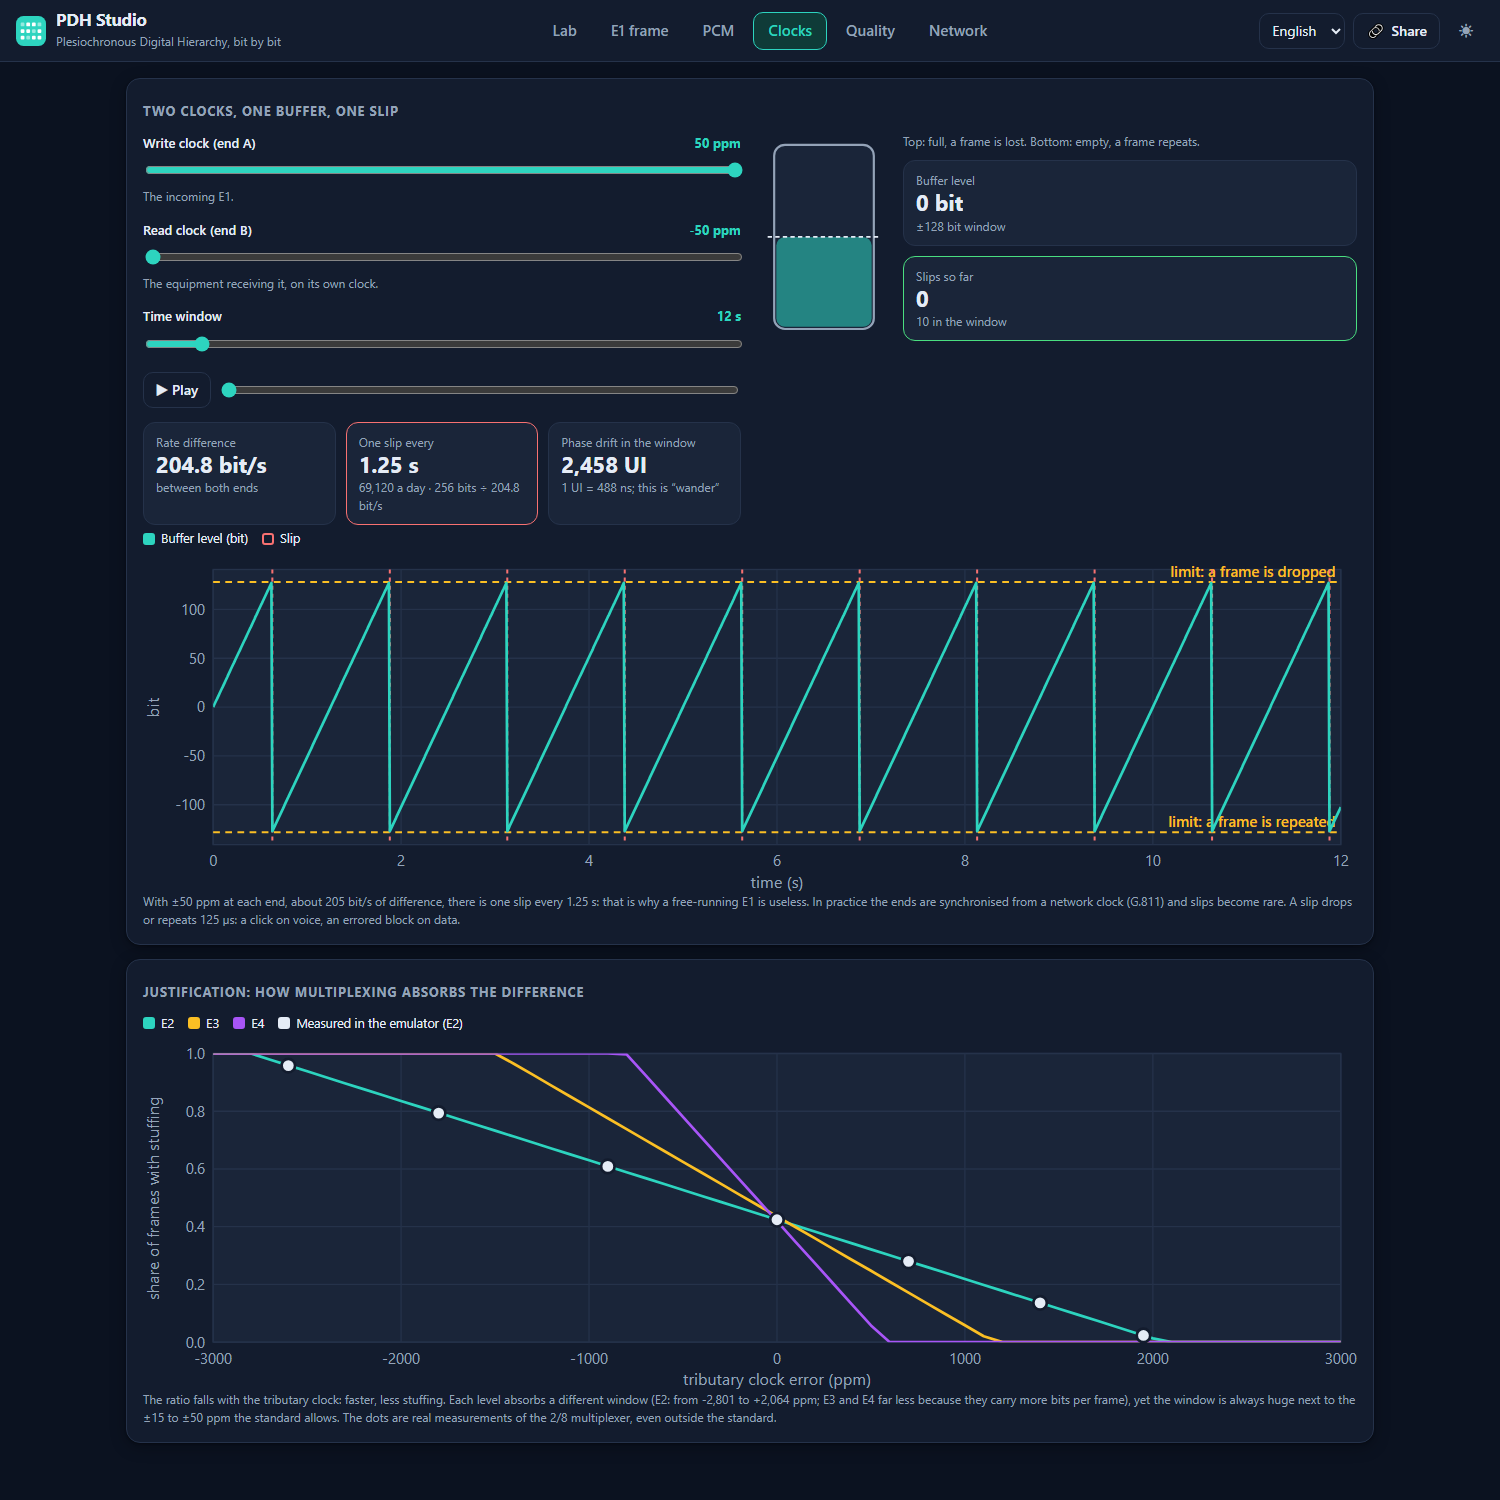 PDH Studio
Plesiochronous Digital Hierarchy, bit by bit
Lab
E1 frame
PCM
Clocks
Quality
Network
English
Share
TWO CLOCKS, ONE BUFFER, ONE SLIP
Write clock (end A)
50 ppm
The incoming E1.
Read clock (end B)
-50 ppm
The equipment receiving it, on its own clock.
Time window
12 s
Play
Top: full, a frame is lost. Bottom: empty, a frame repeats.
Buffer level
0 bit
±128 bit window
Slips so far
0
10 in the window
Rate difference
204.8 bit/s
between both ends
One slip every
1.25 s
69,120 a day · 256 bits ÷ 204.8
bit/s
Phase drift in the window
2,458 UI
1 UI = 488 ns; this is “wander”
Buffer level (bit)
Slip
limit: a frame is dropped
100
50
0
-50
-100
bit
limit: a frame is repeated
0
2
4
6
8
10
12
time (s)
With ±50 ppm at each end, about 205 bit/s of difference, there is one slip every 1.25 s: that is why a free-running E1 is useless. In practice the ends are synchronised from a network clock (G.811) and slips become rare. A slip drops
or repeats 125 µs: a click on voice, an errored block on data.
JUSTIFICATION: HOW MULTIPLEXING ABSORBS THE DIFFERENCE
E2
E3
E4
Measured in the emulator (E2)
1.0
0.8
0.6
0.4
0.2
0.0
share of frames with stuffing
-3000
-2000
-1000
0
1000
2000
3000
tributary clock error (ppm)
The ratio falls with the tributary clock: faster, less stuffing. Each level absorbs a different window (E2: from -2,801 to +2,064 ppm; E3 and E4 far less because they carry more bits per frame), yet the window is always huge next to the
±15 to ±50 ppm the standard allows. The dots are real measurements of the 2/8 multiplexer, even outside the standard.